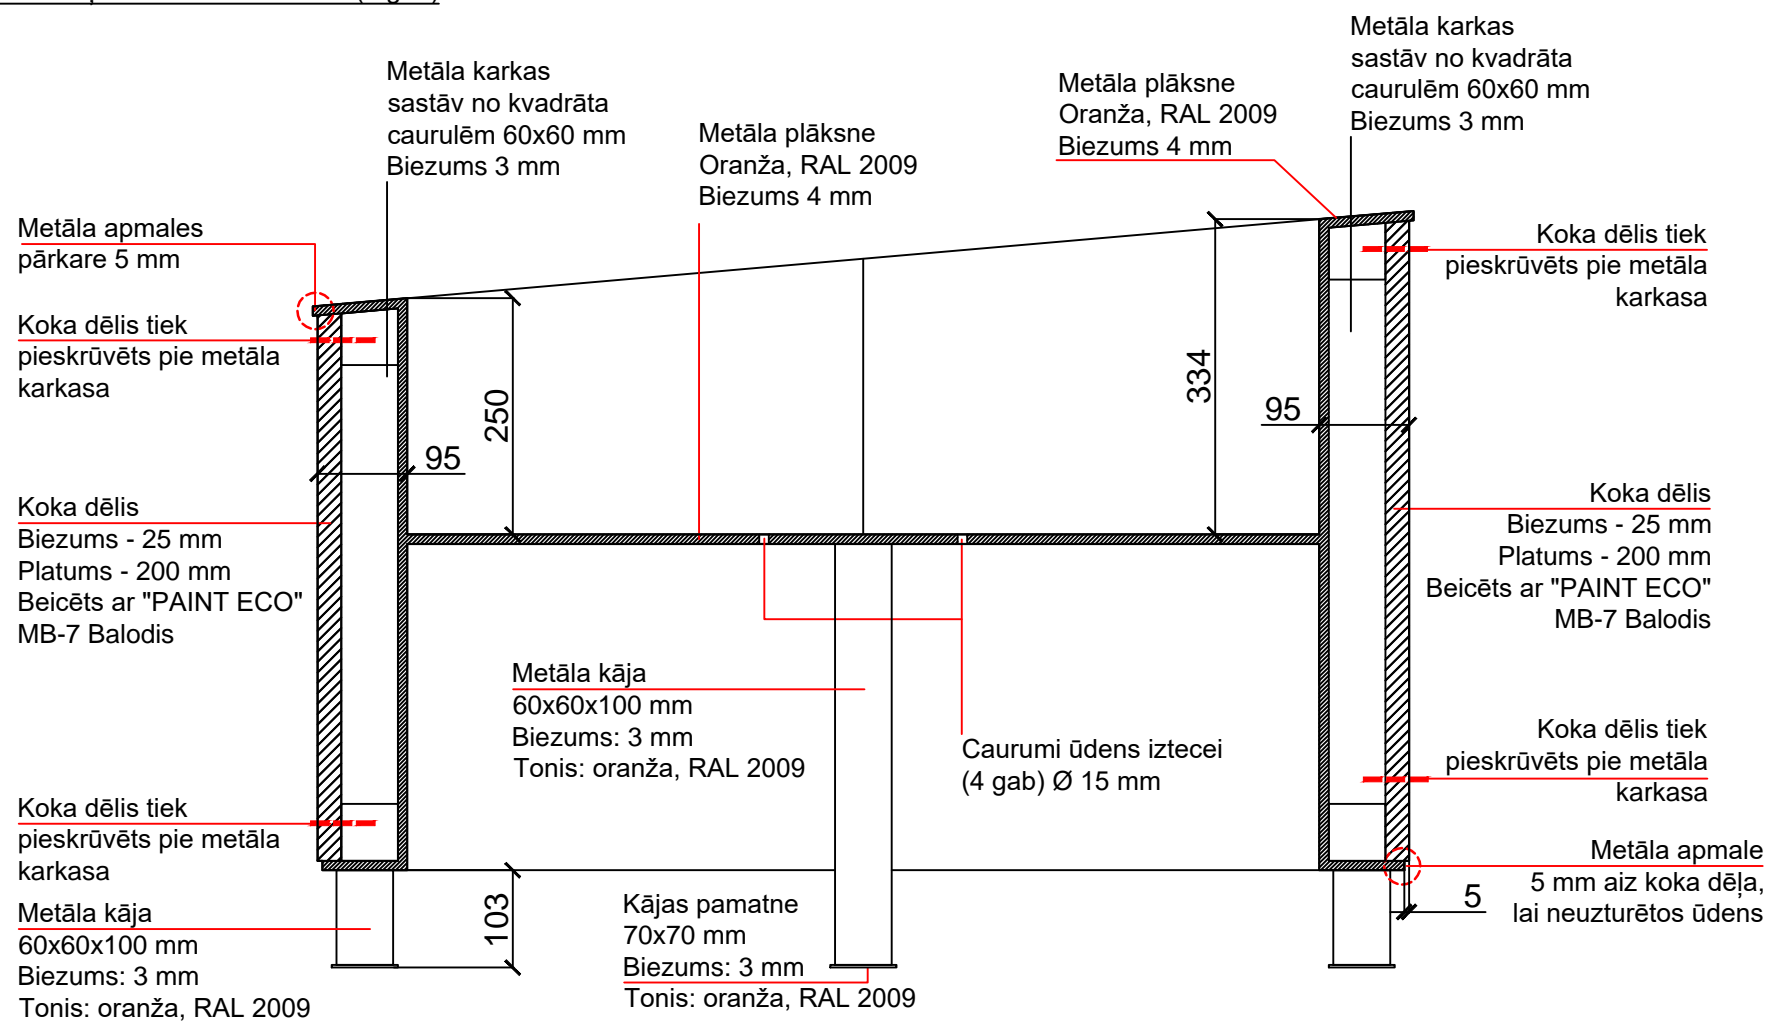 Metāla karkas
sastāv no kvadrāta
caurulēm 60x60 mm
Biezums 3 mm
Metāla plāksne
Oranža, RAL 2009
Biezums 4 mm
Metāla plāksne
Oranža, RAL 2009
Biezums 4 mm
Metāla karkas
sastāv no kvadrāta
caurulēm 60x60 mm
Biezums 3 mm
Metāla apmales
pārkare 5 mm
Koka dēlis tiek
pieskrūvēts pie metāla
karkasa
Koka dēlis
Biezums - 25 mm
Platums - 200 mm
Beicēts ar "PAINT ECO"
MB-7 Balodis
Koka dēlis tiek
pieskrūvēts pie metāla
karkasa
Metāla kāja
60x60x100 mm
Biezums: 3 mm
Tonis: oranža, RAL 2009
95
250
334
95
103
5
Metāla kāja
60x60x100 mm
Biezums: 3 mm
Tonis: oranža, RAL 2009
Caurumi ūdens iztecei
(4 gab) Ø 15 mm
Kājas pamatne
70x70 mm
Biezums: 3 mm
Tonis: oranža, RAL 2009
Koka dēlis tiek
pieskrūvēts pie metāla
karkasa
Koka dēlis
Biezums - 25 mm
Platums - 200 mm
Beicēts ar "PAINT ECO"
MB-7 Balodis
Koka dēlis tiek
pieskrūvēts pie metāla
karkasa
Metāla apmale
5 mm aiz koka dēļa,
lai neuzturētos ūdens